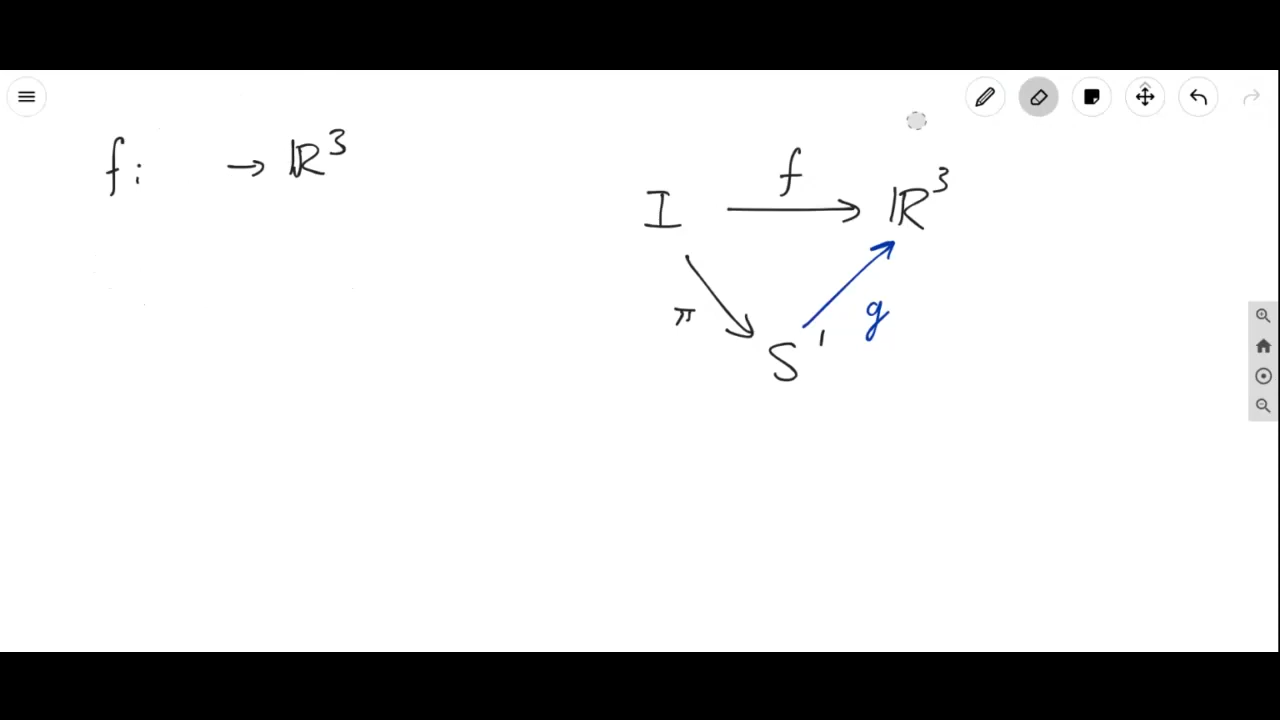 f: → ℝ³
f
I → ℝ³
π g
S¹